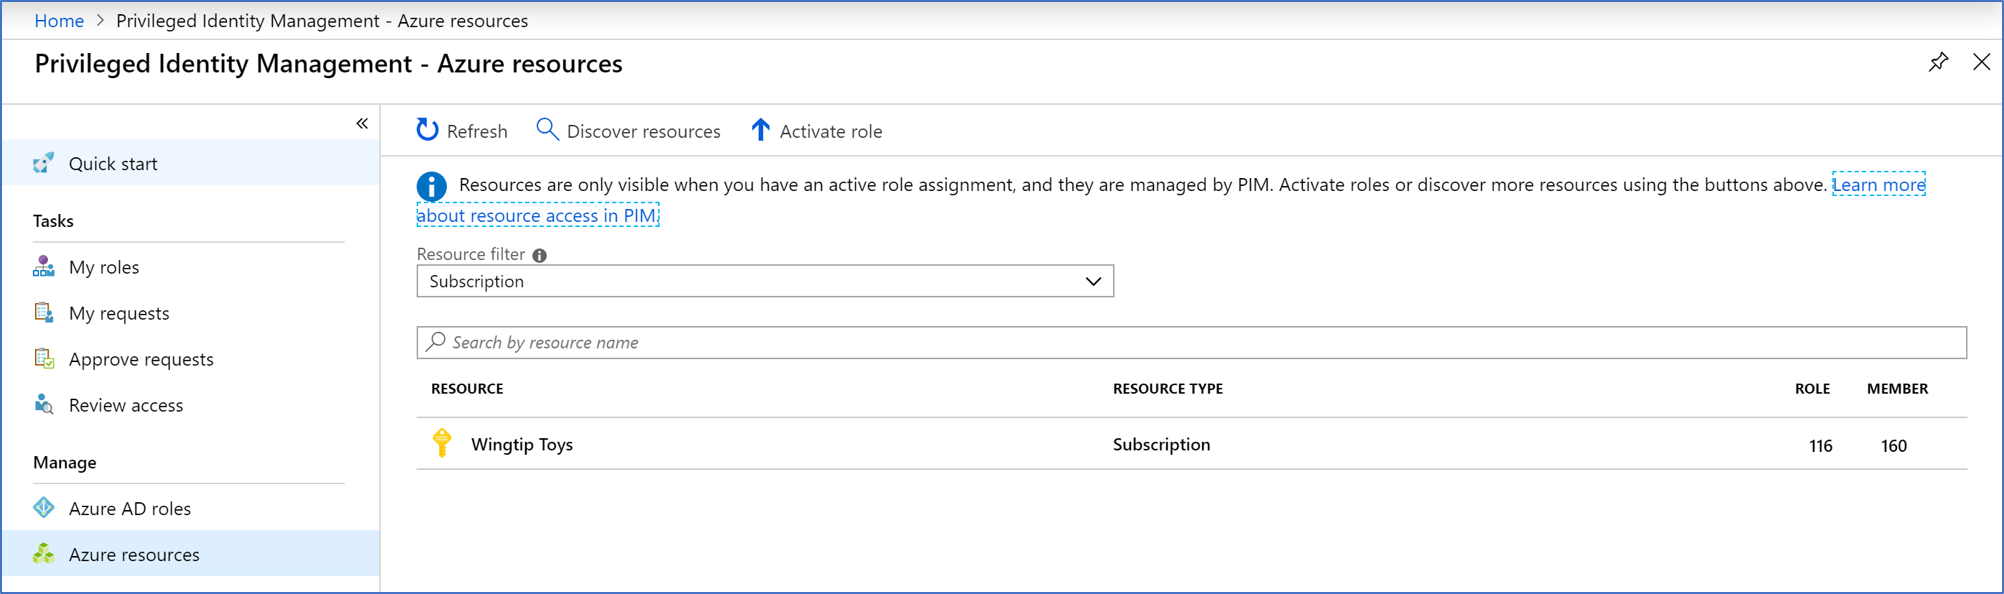 Home > Privileged Identity Management - Azure resources
Privileged Identity Management - Azure resources
«
Quick start
Tasks
My roles
My requests
Approve requests
Review access
Manage
Azure AD roles
Azure resources
Refresh Discover resources Activate role
Resources are only visible when you have an active role assignment, and they are managed by PIM. Activate roles or discover more resources using the buttons above. Learn more
about resource access in PIM.
Resource filter
Subscription
Search by resource name
RESOURCE RESOURCE TYPE ROLE MEMBER
Wingtip Toys Subscription 116 160